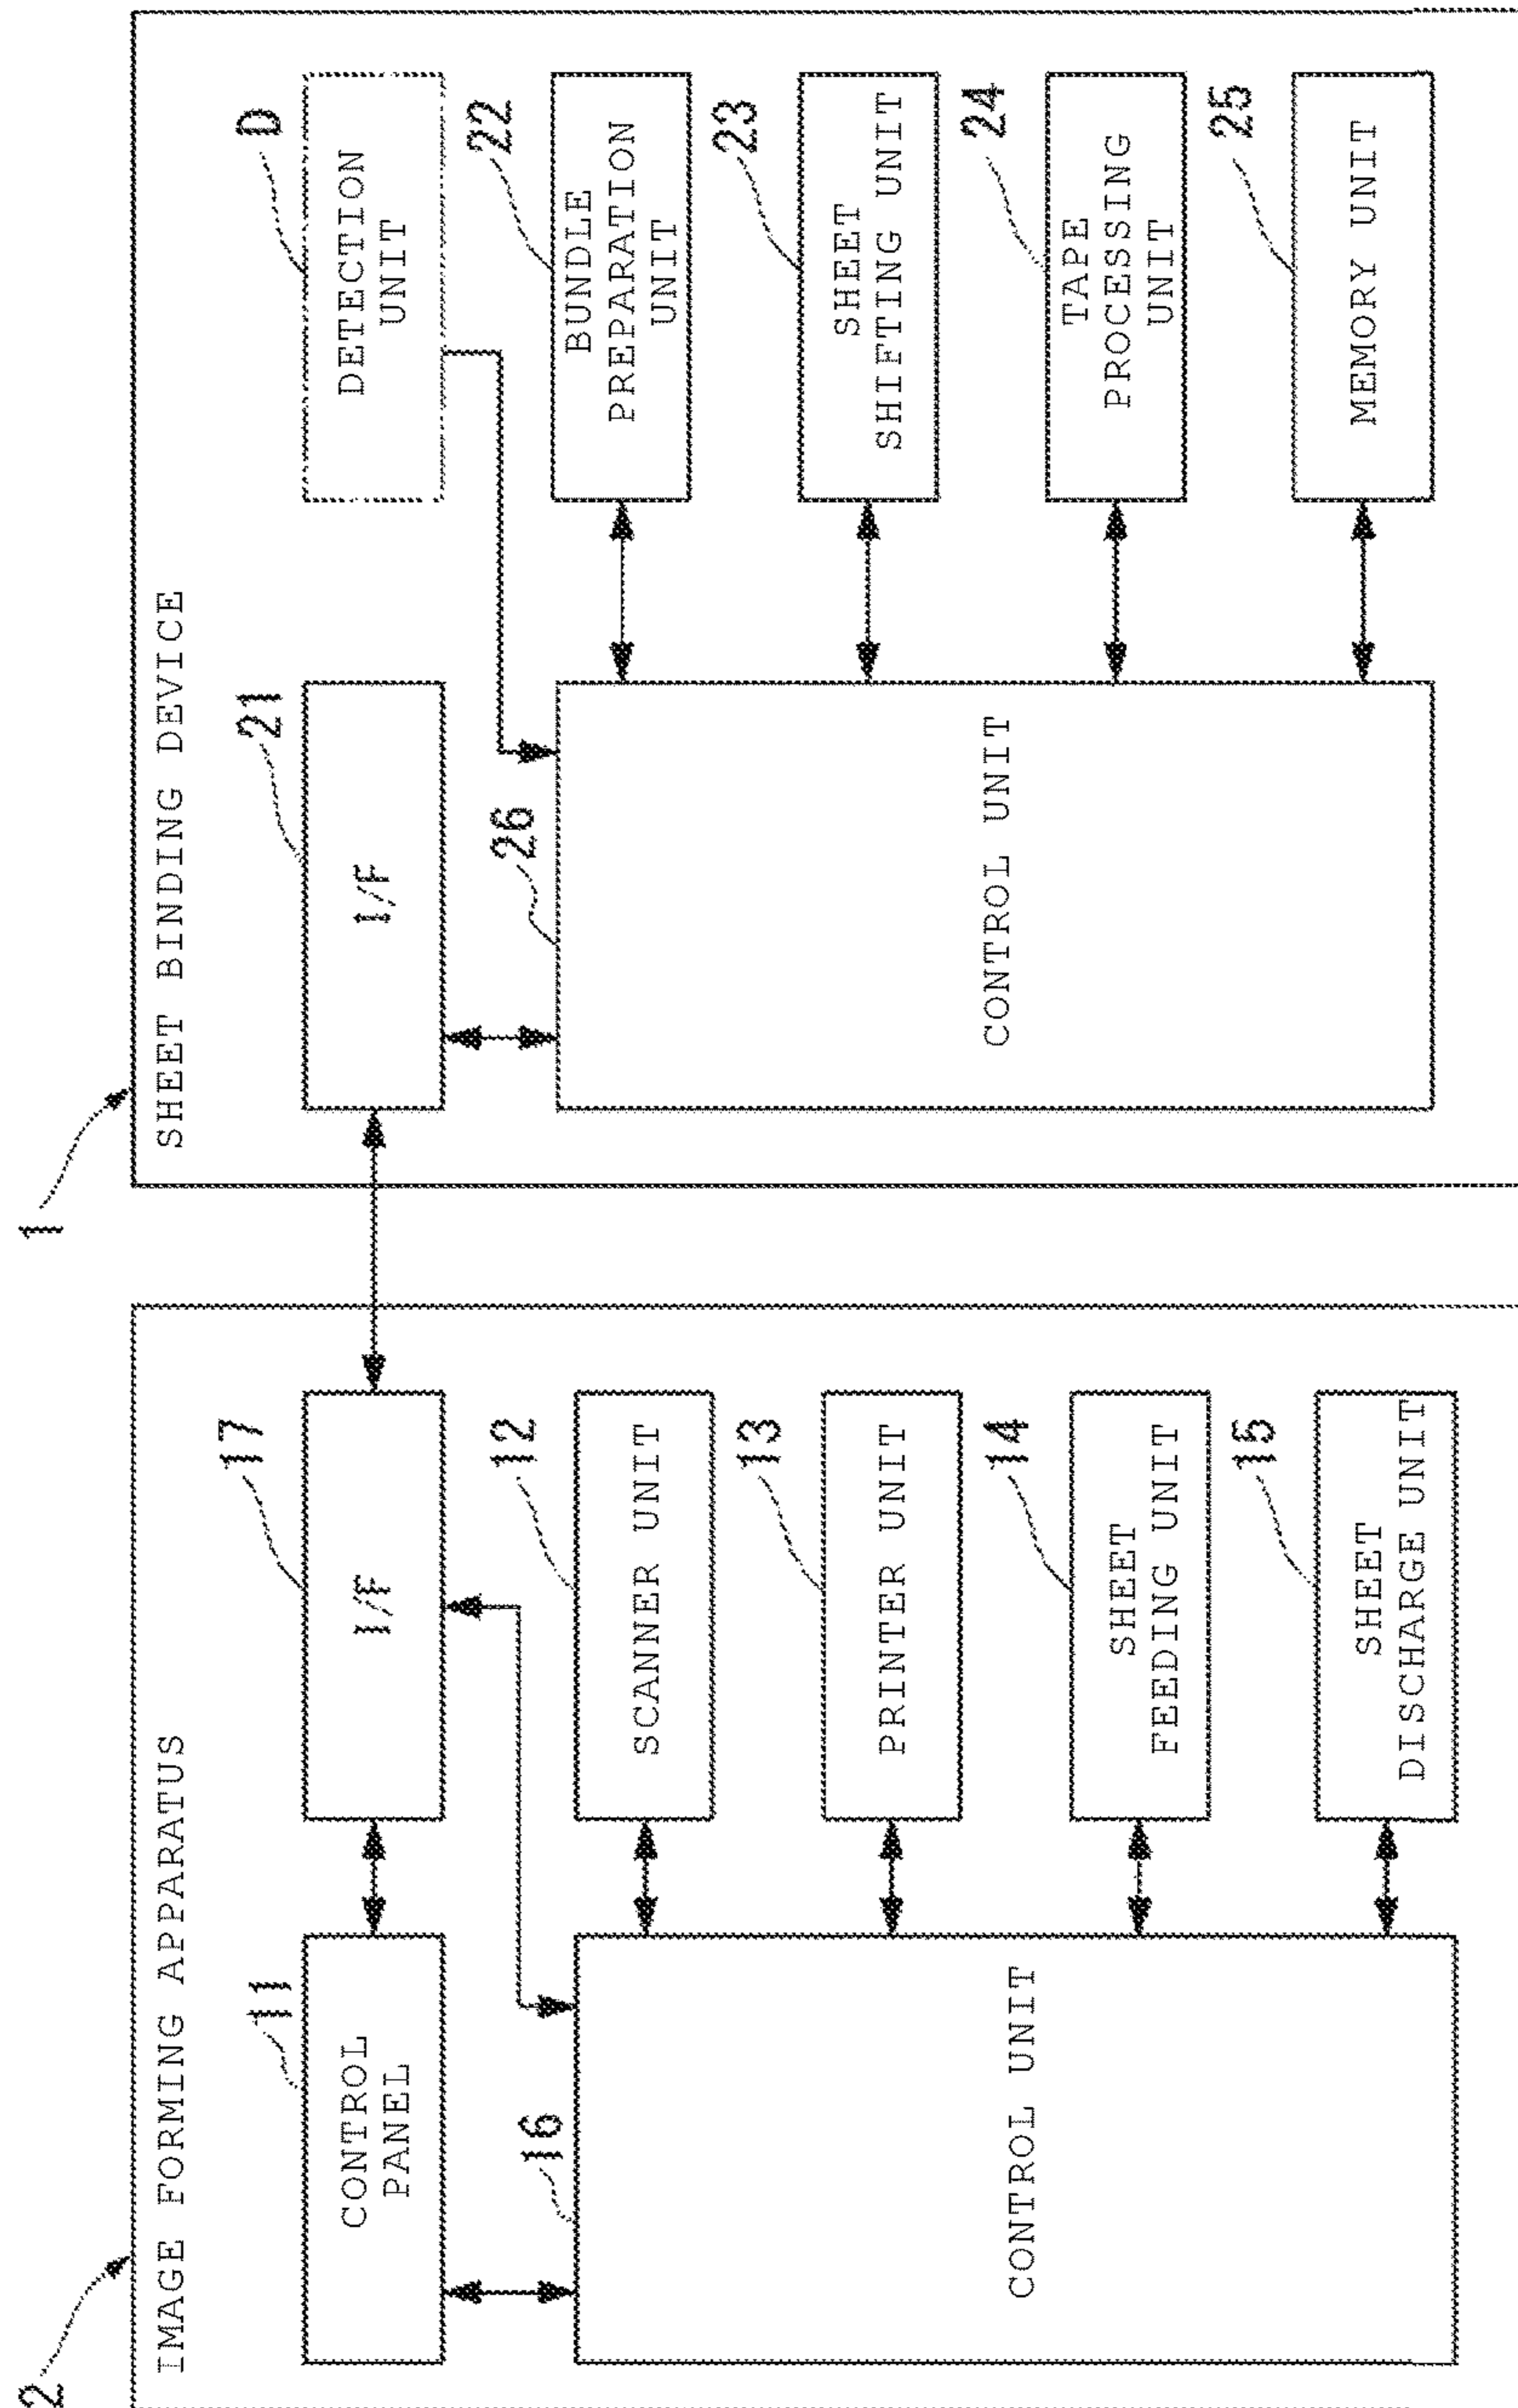 2
IMAGE FORMING APPARATUS
11
CONTROL
PANEL
17
I/F
16
CONTROL UNIT
12
SCANNER UNIT
13
PRINTER UNIT
14
SHEET
FEEDING UNIT
15
SHEET
DISCHARGE UNIT
1
SHEET BINDING DEVICE
21
I/F
D
DETECTION
UNIT
26
CONTROL UNIT
22
BUNDLE
PREPARATION
UNIT
23
SHEET
SHIFTING UNIT
24
TAPE
PROCESSING
UNIT
25
MEMORY UNIT